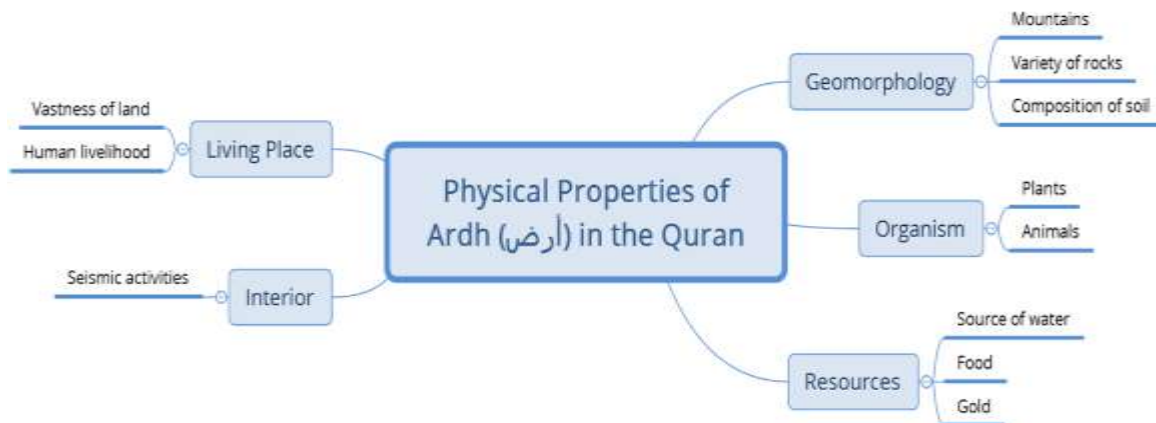 Physical Properties of
Ardh (أرض) in the Quran
Geomorphology
Mountains
Variety of rocks
Composition of soil
Organism
Plants
Animals
Resources
Source of water
Food
Gold
Living Place
Vastness of land
Human livelihood
Interior
Seismic activities